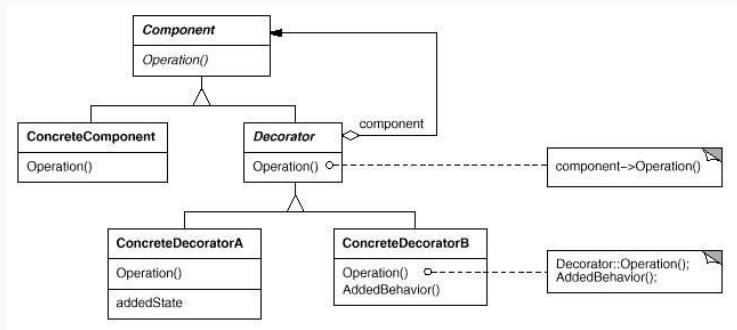 Component
Operation()
component
ConcreteComponent
Operation()
Decorator
Operation()
component->Operation()
ConcreteDecoratorA
Operation()
addedState
ConcreteDecoratorB
Operation()
AddedBehavior()
Decorator::Operation();
AddedBehavior();